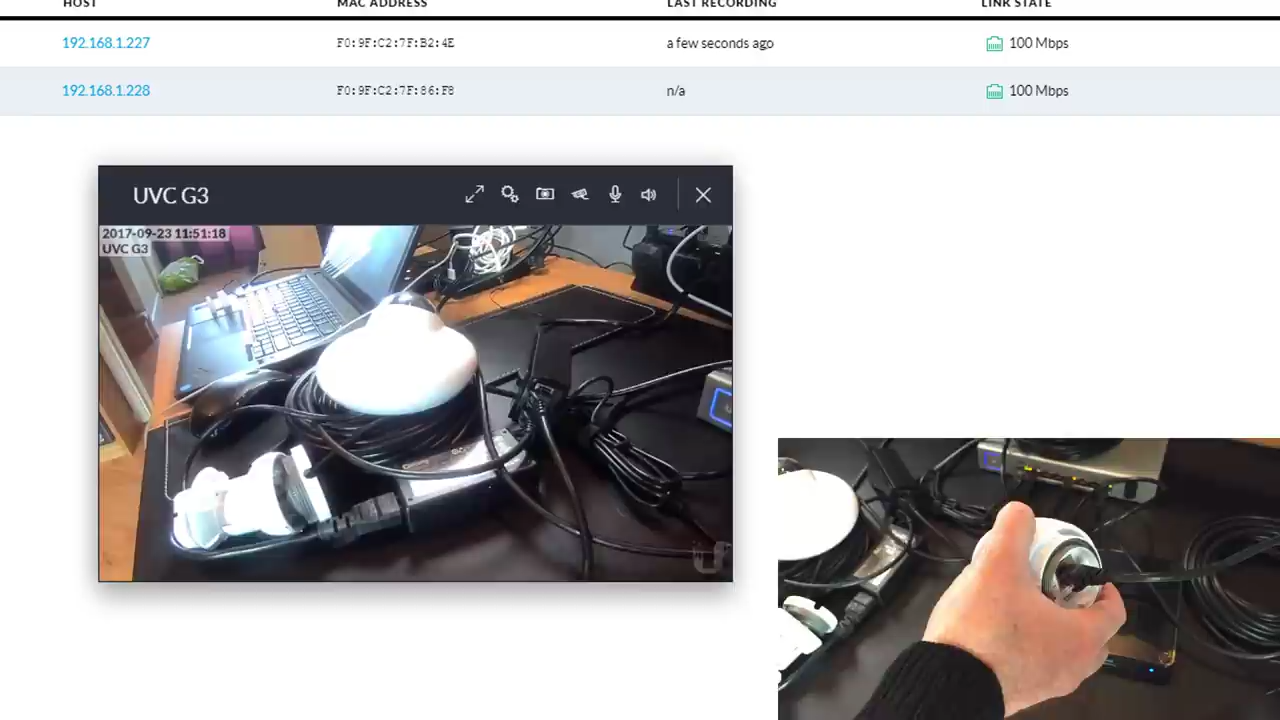 HOST MAC ADDRESS LAST RECORDING LINK STATE
192.168.1.227 F0:9F:C2:7F:B2:4E a few seconds ago 100 Mbps
192.168.1.228 F0:9F:C2:7F:86:F8 n/a 100 Mbps
UVC G3
2017-09-23 11:51:18
UVC G3